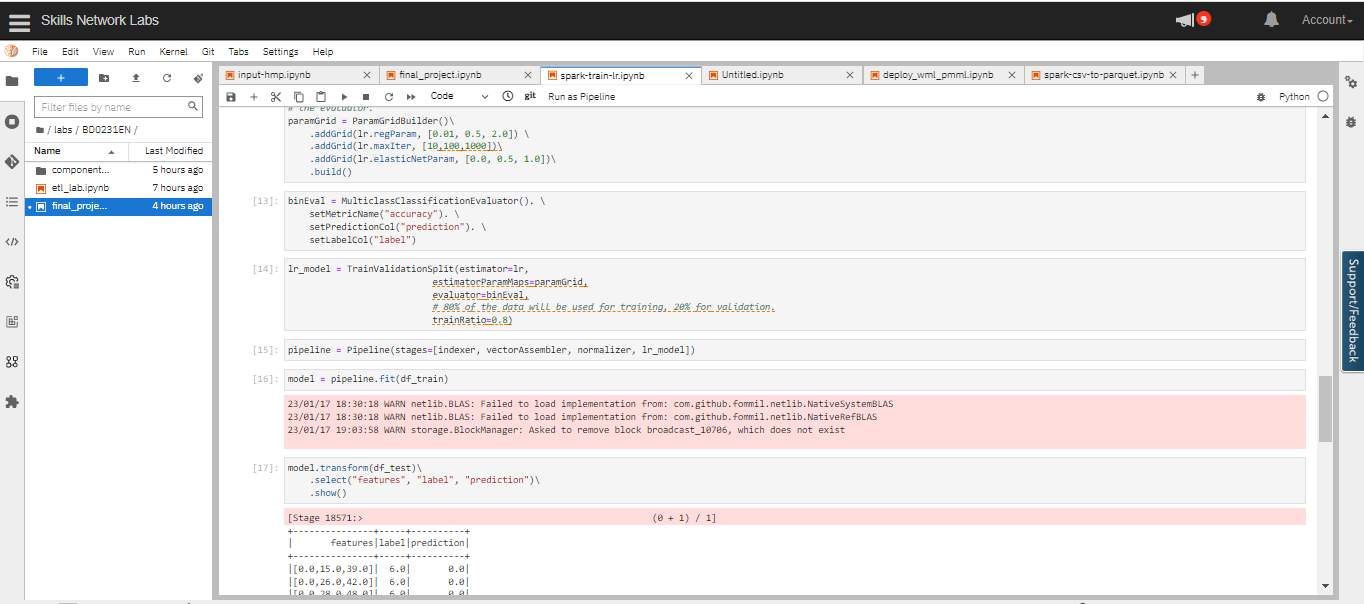 Skills Network Labs
9
Account
File Edit View Run Kernel Git Tabs Settings Help
input-hmp.ipynb
final_project.ipynb
spark-train-lr.ipynb
Untitled.ipynb
deploy_wml_pmml.ipynb
spark-csv-to-parquet.ipynb
Code
git
Run as Pipeline
Python
Filter files by name
/ labs / BD0231EN /
Name Last Modified
component... 5 hours ago
etl_lab.ipynb 7 hours ago
final_proje... 4 hours ago
# the evaluator.
paramGrid = ParamGridBuilder()\
.addGrid(lr.regParam, [0.01, 0.5, 2.0]) \
.addGrid(lr.maxIter, [10,100,1000])\
.addGrid(lr.elasticNetParam, [0.0, 0.5, 1.0])\
.build()
[13]: binEval = MulticlassClassificationEvaluator(). \
setMetricName("accuracy"). \
setPredictionCol("prediction"). \
setLabelCol("label")
[14]: lr_model = TrainValidationSplit(estimator=lr,
estimatorParamMaps=paramGrid,
evaluator=binEval,
# 80% of the data will be used for training, 20% for validation.
trainRatio=0.8)
[15]: pipeline = Pipeline(stages=[indexer, vectorAssembler, normalizer, lr_model])
[16]: model = pipeline.fit(df_train)
23/01/17 18:30:18 WARN netlib.BLAS: Failed to load implementation from: com.github.fommil.netlib.NativeSystemBLAS
23/01/17 18:30:18 WARN netlib.BLAS: Failed to load implementation from: com.github.fommil.netlib.NativeRefBLAS
23/01/17 19:03:58 WARN storage.BlockManager: Asked to remove block broadcast_10706, which does not exist
[17]: model.transform(df_test)\
.select("features", "label", "prediction")\
.show()
[Stage 18571:> (0 + 1) / 1]
+---------------+-----+----------+
| features|label|prediction|
+---------------+-----+----------+
|[0.0,15.0,39.0]| 6.0| 0.0|
|[0.0,26.0,42.0]| 6.0| 0.0|
|[0.0,28.0,48.0]| 6.0| 0.0|
Support/Feedback